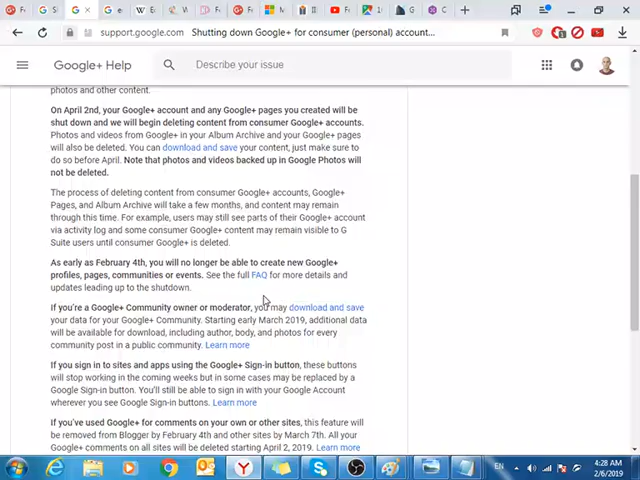 G
G S
G
e
W
W
W
D F
G F
M
II
F
1
G
C
support.google.com Shutting down Google+ for consumer (personal) account...
Google+ Help Describe your issue
photos and other content.
On April 2nd, your Google+ account and any Google+ pages you created will be
shut down and we will begin deleting content from consumer Google+ accounts.
Photos and videos from Google+ in your Album Archive and your Google+ pages
will also be deleted. You can download and save your content, just make sure to
do so before April. Note that photos and videos backed up in Google Photos will
not be deleted.
The process of deleting content from consumer Google+ accounts, Google+
Pages, and Album Archive will take a few months, and content may remain
through this time. For example, users may still see parts of their Google+ account
via activity log and some consumer Google+ content may remain visible to G
Suite users until consumer Google+ is deleted.
As early as February 4th, you will no longer be able to create new Google+
profiles, pages, communities or events. See the full FAQ for more details and
updates leading up to the shutdown.
If you're a Google+ Community owner or moderator, you may download and save
your data for your Google+ Community. Starting early March 2019, additional data
will be available for download, including author, body, and photos for every
community post in a public community. Learn more
If you sign in to sites and apps using the Google+ Sign-in button, these buttons
will stop working in the coming weeks but in some cases may be replaced by a
Google Sign-in button. You'll still be able to sign in with your Google Account
wherever you see Google Sign-in buttons. Learn more
If you've used Google+ for comments on your own or other sites, this feature will
be removed from Blogger by February 4th and other sites by March 7th. All your
Google+ comments on all sites will be deleted starting April 2, 2019. Learn more
EN 4:28 AM
2/6/2019